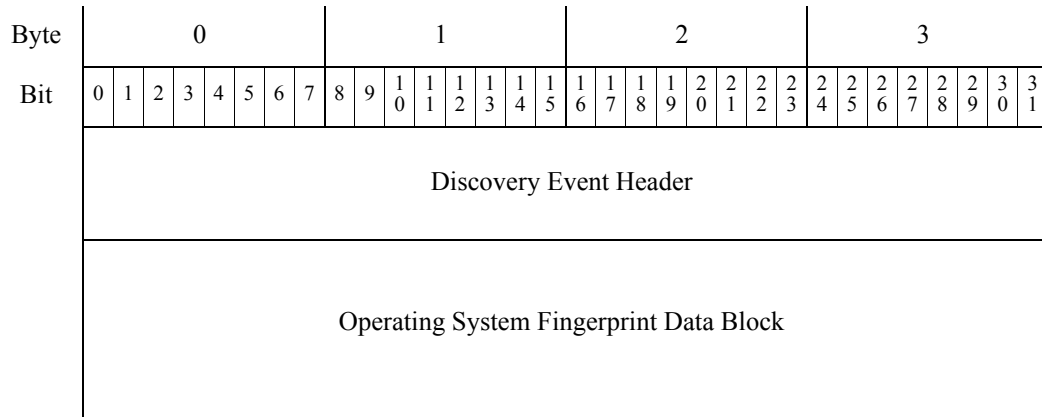 Byte 0 1 2 3
Bit 0 1 2 3 4 5 6 7 8 9 10 11 12 13 14 15 16 17 18 19 20 21 22 23 24 25 26 27 28 29 30 31
Discovery Event Header
Operating System Fingerprint Data Block